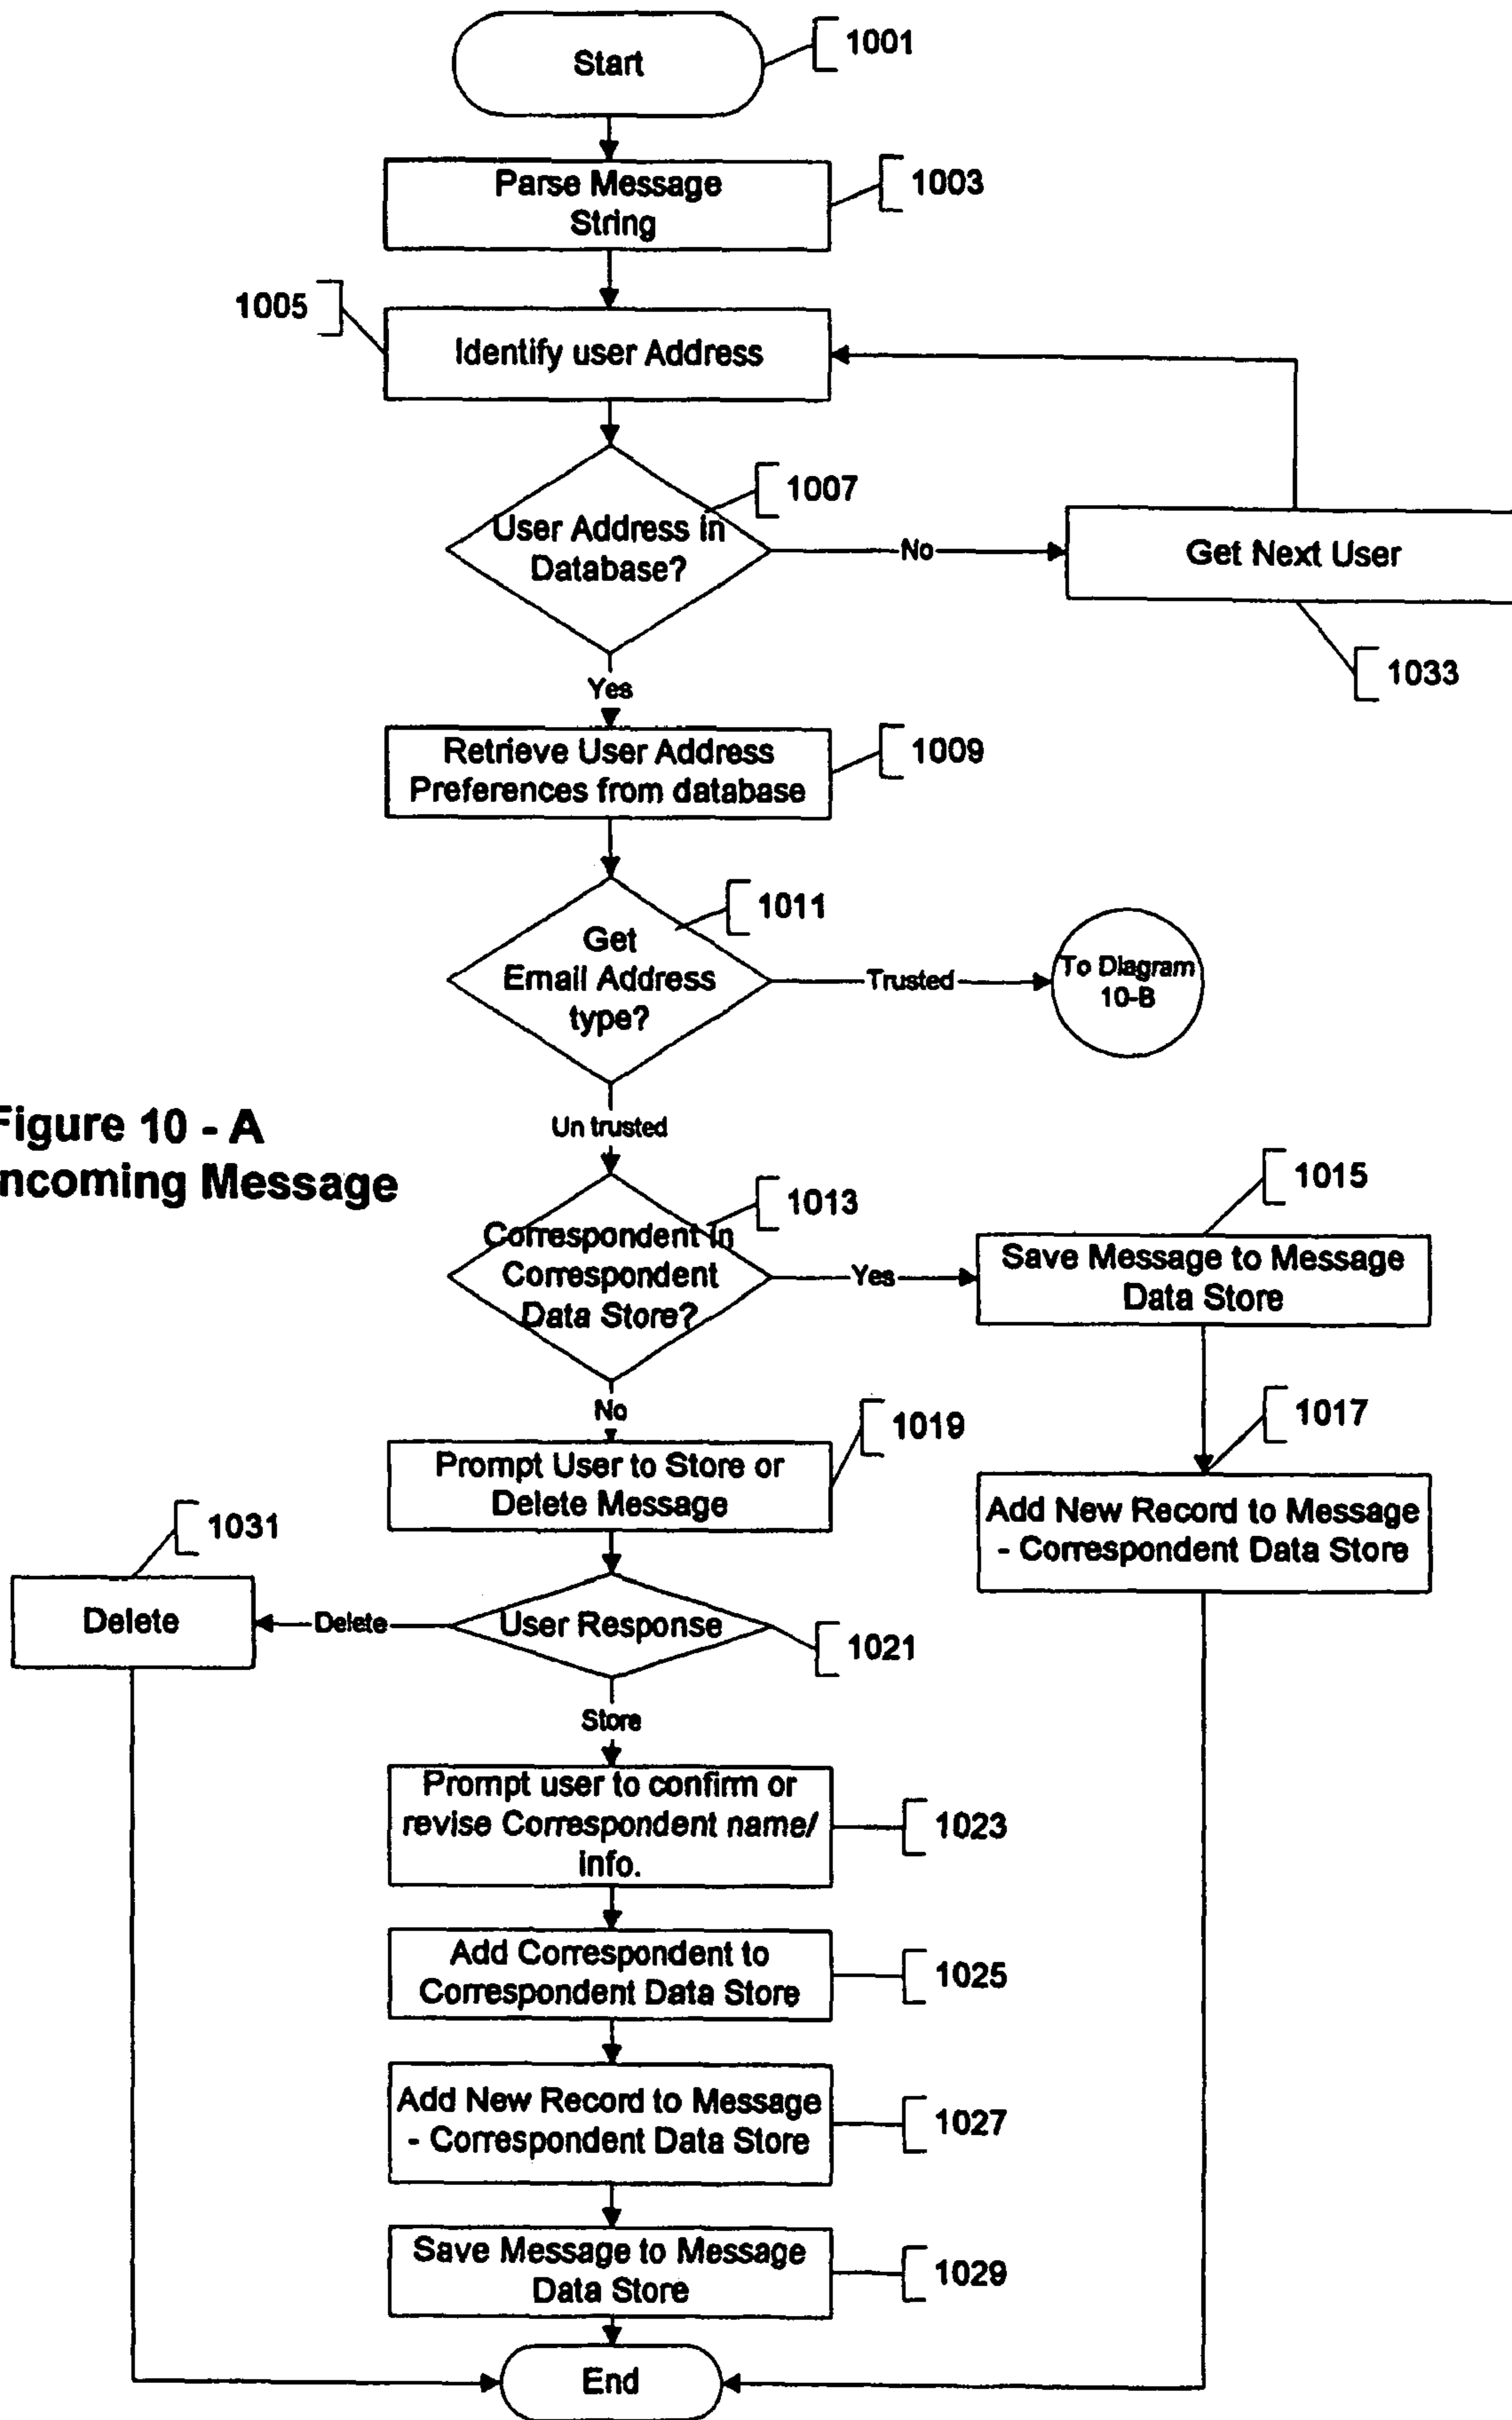 Start
1001
Parse Message
String
1003
1005
Identify user Address
1007
User Address in
Database?
No
Get Next User
1033
Yes
Retrieve User Address
Preferences from database
1009
1011
Get
Email Address
type?
Trusted
To Diagram
10-B
Un trusted
Figure 10 - A
Incoming Message
1013
Correspondent in
Correspondent
Data Store?
Yes
1015
Save Message to Message
Data Store
No
1019
Prompt User to Store or
Delete Message
1017
Add New Record to Message
- Correspondent Data Store
1031
Delete
Delete
User Response
1021
Store
Prompt user to confirm or
revise Correspondent name/
info.
1023
Add Correspondent to
Correspondent Data Store
1025
Add New Record to Message
- Correspondent Data Store
1027
Save Message to Message
Data Store
1029
End